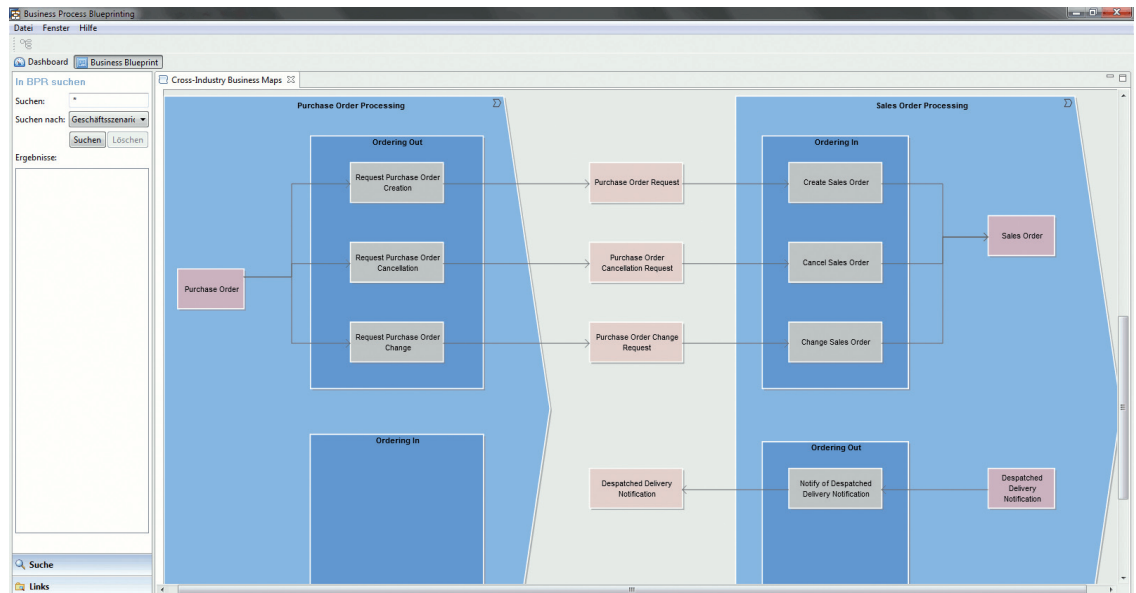 Business Process Blueprinting
Datei Fenster Hilfe
Dashboard Business Blueprint
In BPR suchen
Suchen: *
Suchen nach: Geschäftsszenaric
Suchen Löschen
Ergebnisse:
Suche
Links
Cross-Industry Business Maps
Purchase Order Processing
Ordering Out
Purchase Order
Request Purchase Order
Creation
Request Purchase Order
Cancellation
Request Purchase Order
Change
Ordering In
Purchase Order Request
Purchase Order
Cancellation Request
Purchase Order Change
Request
Despatched Delivery
Notification
Sales Order Processing
Ordering In
Create Sales Order
Cancel Sales Order
Change Sales Order
Sales Order
Ordering Out
Notify of Despatched
Delivery Notification
Despatched
Delivery
Notification